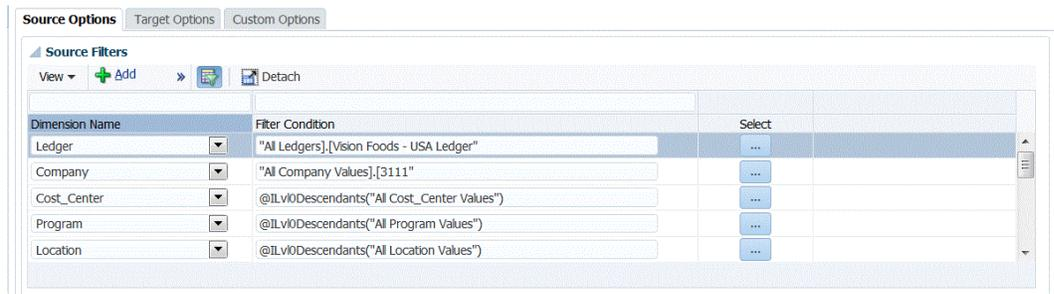 Source Options Target Options Custom Options
Source Filters
View Add » Detach
Dimension Name Filter Condition Select
Ledger "All Ledgers].[Vision Foods - USA Ledger" ...
Company "All Company Values].[3111" ...
Cost_Center @ILvl0Descendants("All Cost_Center Values") ...
Program @ILvl0Descendants("All Program Values") ...
Location @ILvl0Descendants("All Location Values") ...